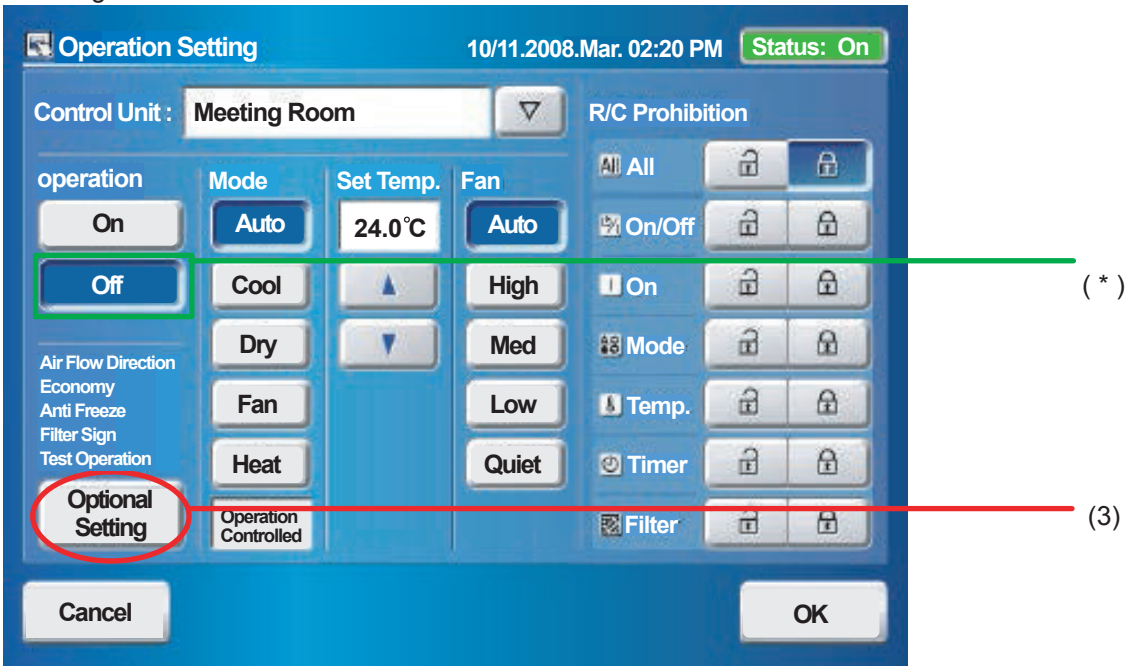 Operation Setting 10/11.2008.Mar. 02:20 PM Status: On
Control Unit : Meeting Room ▽ R/C Prohibition
All All
operation Mode Set Temp. Fan
On Auto 24.0°C Auto On/Off
Off Cool High On
( * )
Dry Med Mode
Air Flow Direction
Economy
Anti Freeze
Filter Sign
Test Operation
Fan Low Temp.
Heat Quiet Timer
Optional
Setting
Operation
Controlled
Filter
(3)
Cancel OK